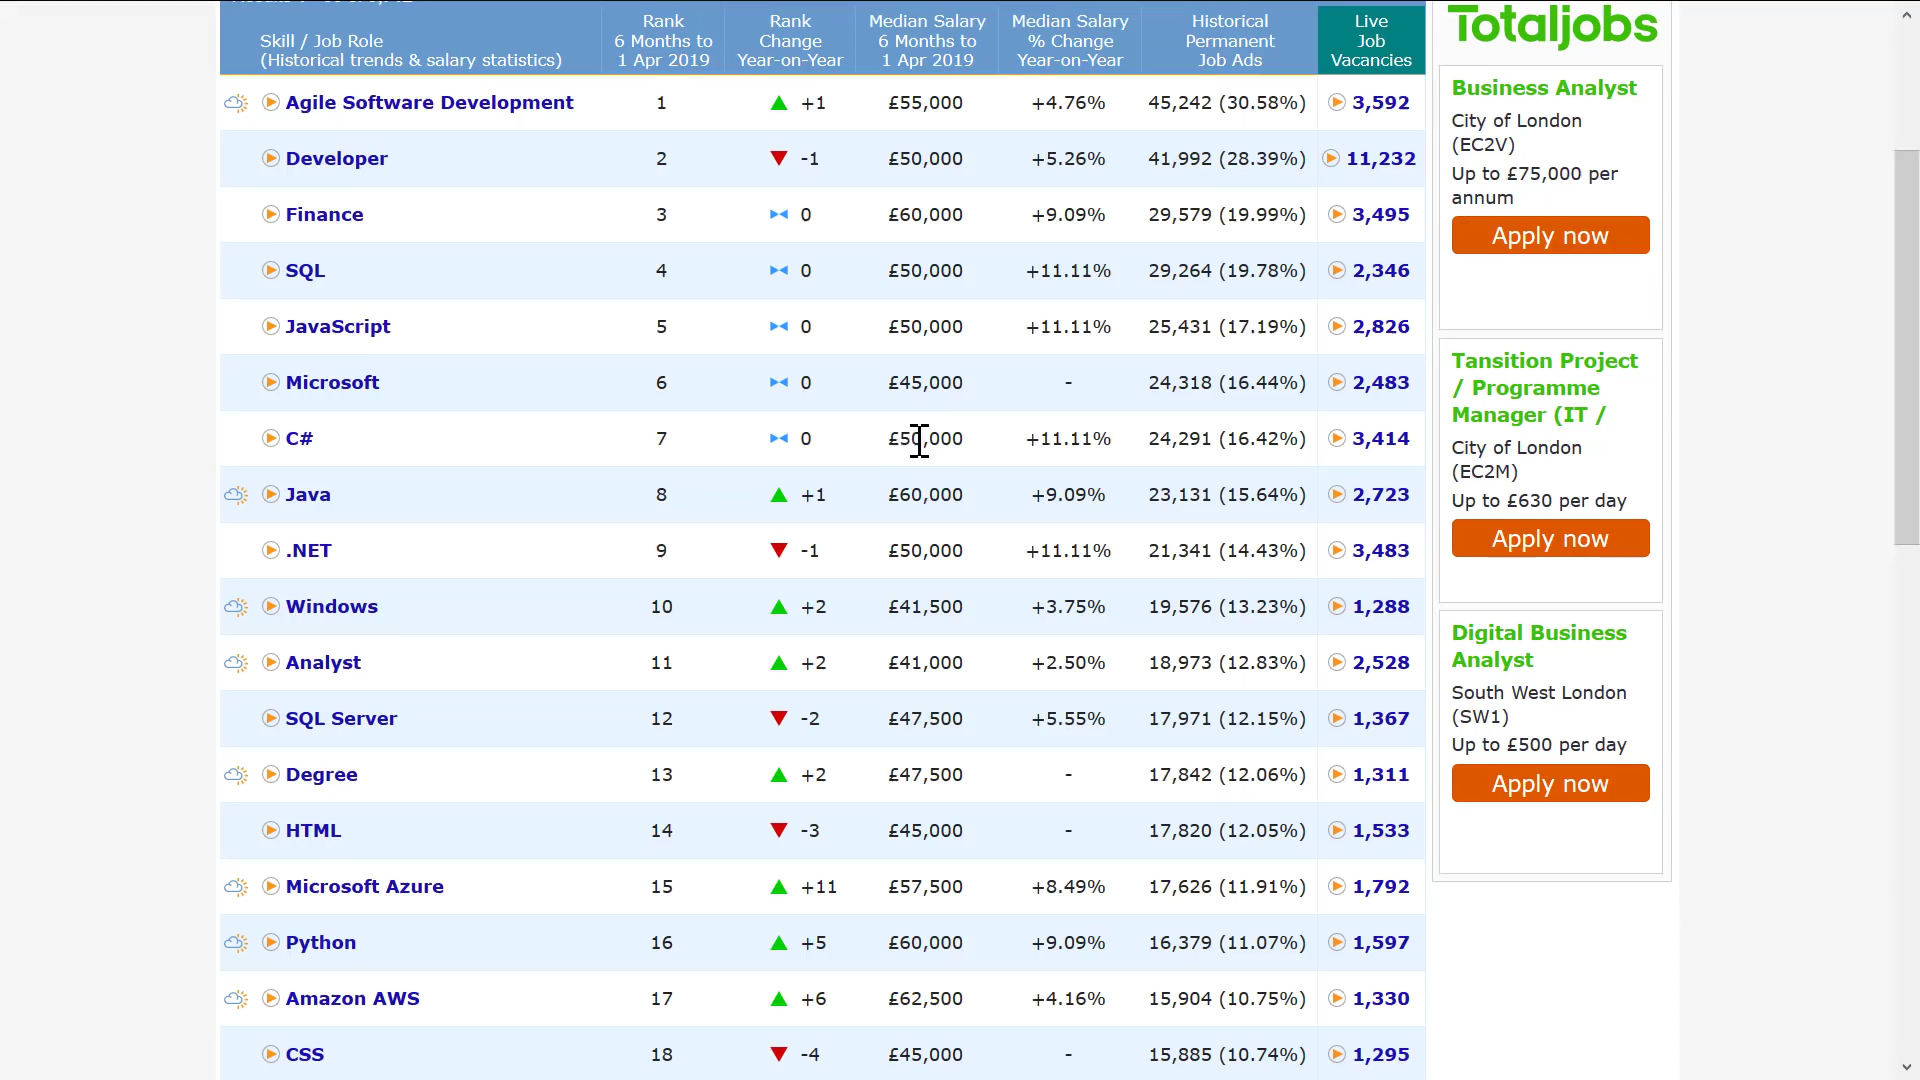 Skill / Job Role
(Historical trends & salary statistics)
Rank
6 Months to
1 Apr 2019
Rank
Change
Year-on-Year
Median Salary
6 Months to
1 Apr 2019
Median Salary
% Change
Year-on-Year
Historical
Permanent
Job Ads
Live
Job
Vacancies
Agile Software Development 1 +1 £55,000 +4.76% 45,242 (30.58%) 3,592
Developer 2 -1 £50,000 +5.26% 41,992 (28.39%) 11,232
Finance 3 0 £60,000 +9.09% 29,579 (19.99%) 3,495
SQL 4 0 £50,000 +11.11% 29,264 (19.78%) 2,346
JavaScript 5 0 £50,000 +11.11% 25,431 (17.19%) 2,826
Microsoft 6 0 £45,000 - 24,318 (16.44%) 2,483
C# 7 0 £50,000 +11.11% 24,291 (16.42%) 3,414
Java 8 +1 £60,000 +9.09% 23,131 (15.64%) 2,723
.NET 9 -1 £50,000 +11.11% 21,341 (14.43%) 3,483
Windows 10 +2 £41,500 +3.75% 19,576 (13.23%) 1,288
Analyst 11 +2 £41,000 +2.50% 18,973 (12.83%) 2,528
SQL Server 12 -2 £47,500 +5.55% 17,971 (12.15%) 1,367
Degree 13 +2 £47,500 - 17,842 (12.06%) 1,311
HTML 14 -3 £45,000 - 17,820 (12.05%) 1,533
Microsoft Azure 15 +11 £57,500 +8.49% 17,626 (11.91%) 1,792
Python 16 +5 £60,000 +9.09% 16,379 (11.07%) 1,597
Amazon AWS 17 +6 £62,500 +4.16% 15,904 (10.75%) 1,330
CSS 18 -4 £45,000 - 15,885 (10.74%) 1,295
Totaljobs
Business Analyst
City of London
(EC2V)
Up to £75,000 per
annum
Apply now
Tansition Project
/ Programme
Manager (IT /
City of London
(EC2M)
Up to £630 per day
Apply now
Digital Business
Analyst
South West London
(SW1)
Up to £500 per day
Apply now